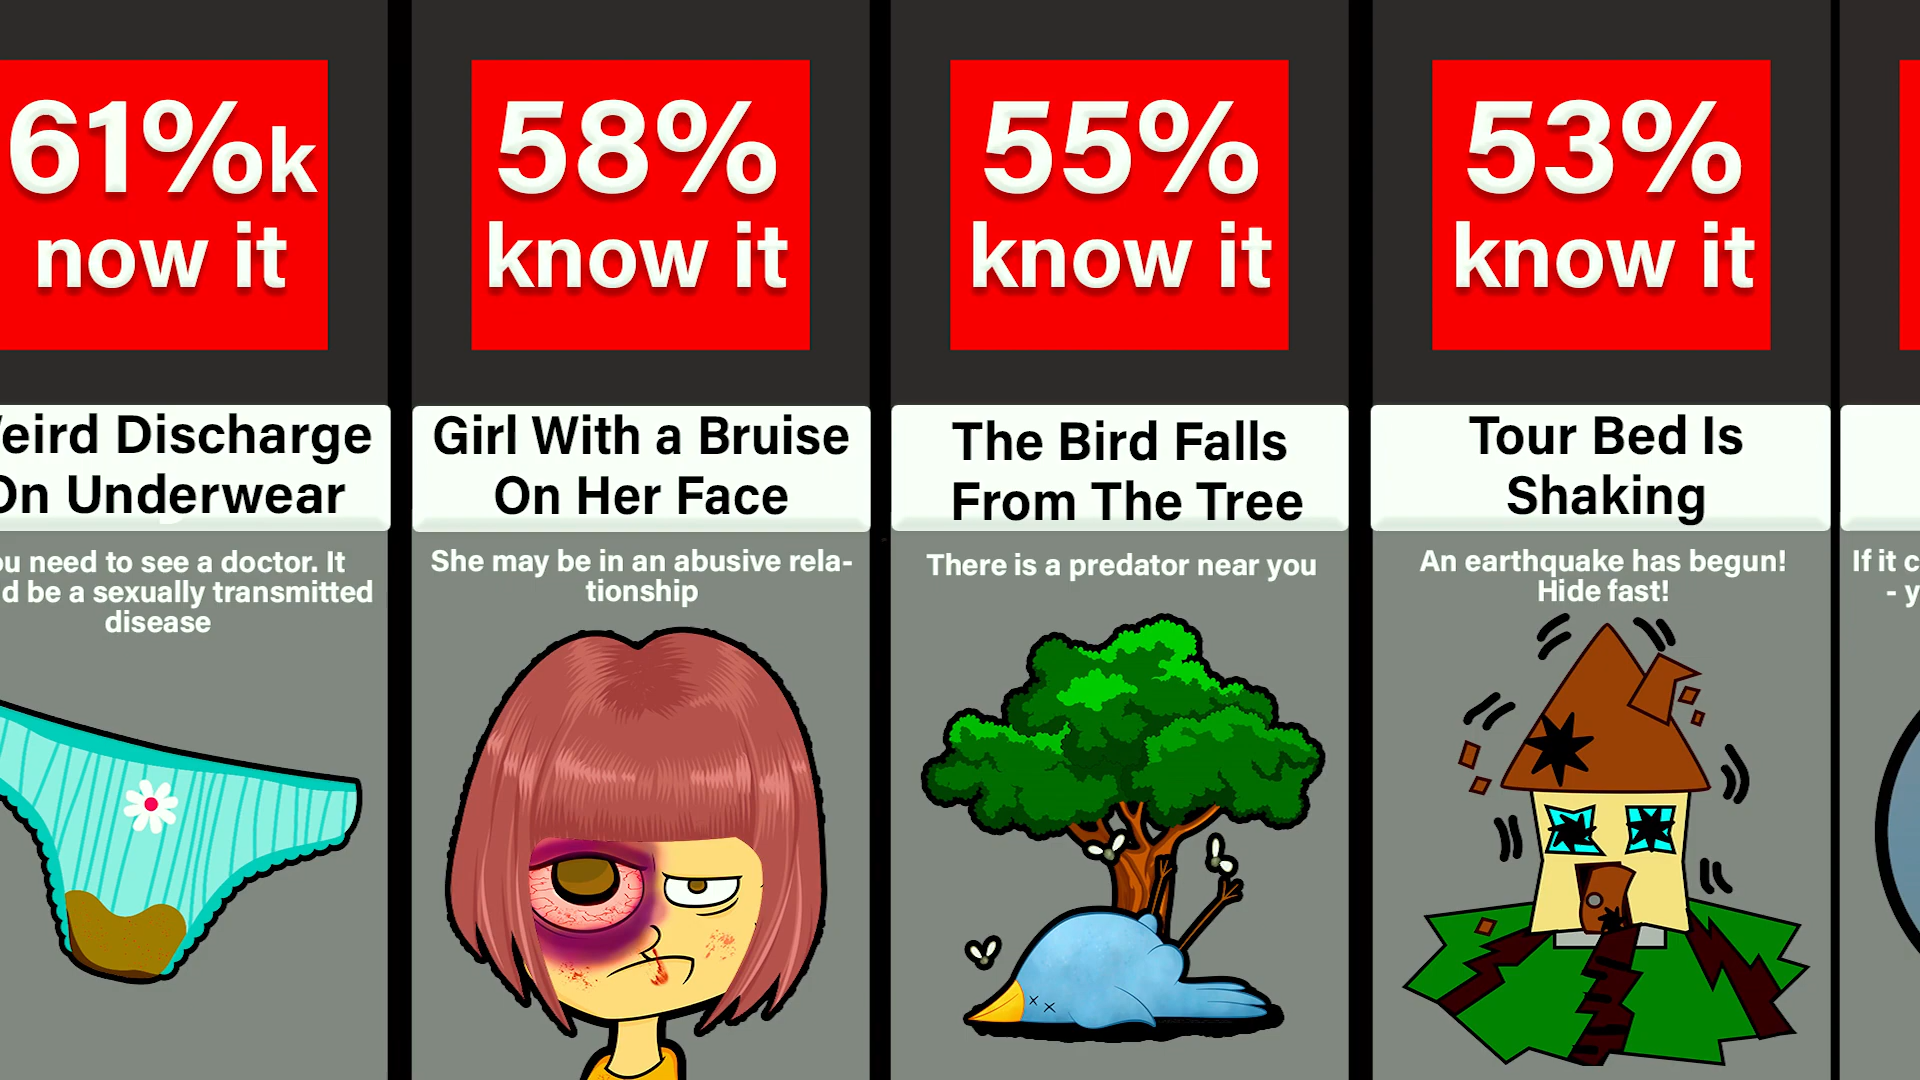 61%k
now it
58%
know it
55%
know it
53%
know it
eird Discharge
On Underwear
Girl With a Bruise
On Her Face
The Bird Falls
From The Tree
Tour Bed Is
Shaking
ou need to see a doctor. It
d be a sexually transmitted
disease
She may be in an abusive rela-
tionship
There is a predator near you
An earthquake has begun!
Hide fast!
If it c
- y